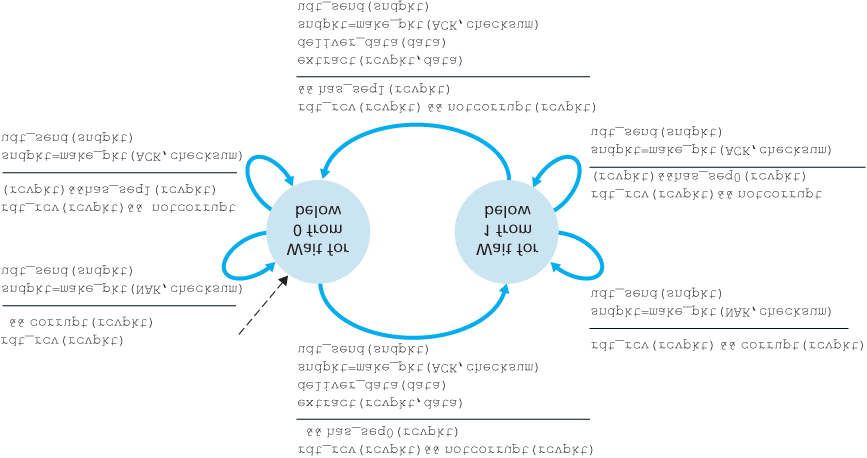 rdt_rcv(rcvpkt)&& notcorrupt(rcvpkt)
&& has_seq0(rcvpkt)
extract(rcvpkt,data)
deliver_data(data)
sndpkt=make_pkt(ACK,checksum)
udt_send(sndpkt)
rdt_rcv(rcvpkt)
&& corrupt(rcvpkt)
sndpkt=make_pkt(NAK,checksum)
udt_send(sndpkt)
rdt_rcv(rcvpkt) && corrupt(rcvpkt)
sndpkt=make_pkt(NAK,checksum)
udt_send(sndpkt)
Wait for
0 from
below
Wait for
1 from
below
rdt_rcv(rcvpkt)&& notcorrupt
(rcvpkt)&&has_seq1(rcvpkt)
sndpkt=make_pkt(ACK,checksum)
udt_send(sndpkt)
rdt_rcv(rcvpkt)&& notcorrupt
(rcvpkt)&&has_seq0(rcvpkt)
sndpkt=make_pkt(ACK,checksum)
udt_send(sndpkt)
rdt_rcv(rcvpkt) && notcorrupt(rcvpkt)
&& has_seq1(rcvpkt)
extract(rcvpkt,data)
deliver_data(data)
sndpkt=make_pkt(ACK,checksum)
udt_send(sndpkt)